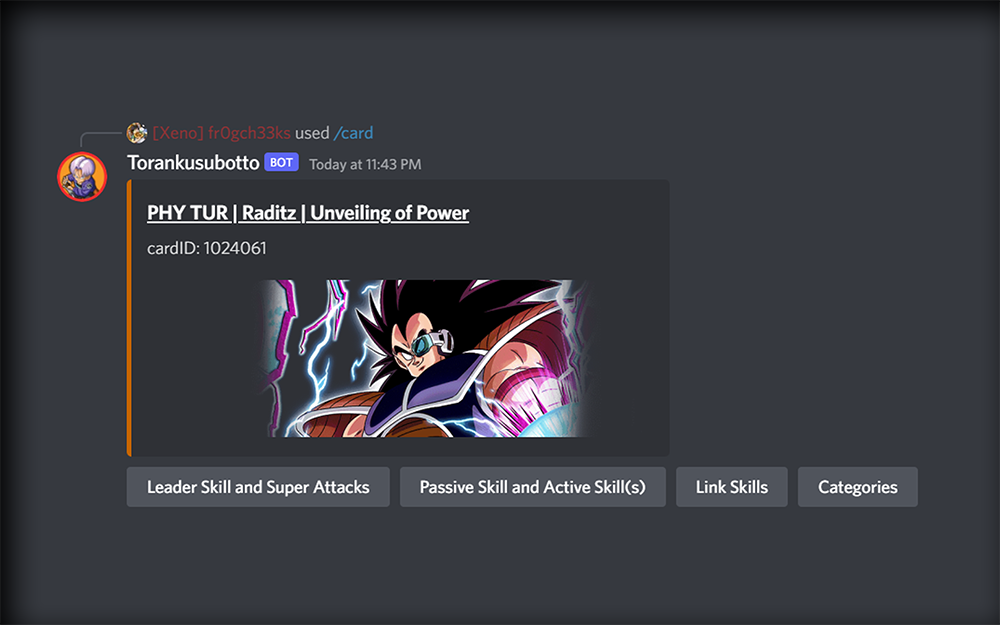 [Xeno] fr0gch33ks used /card
Torankusubotto BOT Today at 11:43 PM
PHY TUR | Raditz | Unveiling of Power
cardID: 1024061
Leader Skill and Super Attacks Passive Skill and Active Skill(s) Link Skills Categories